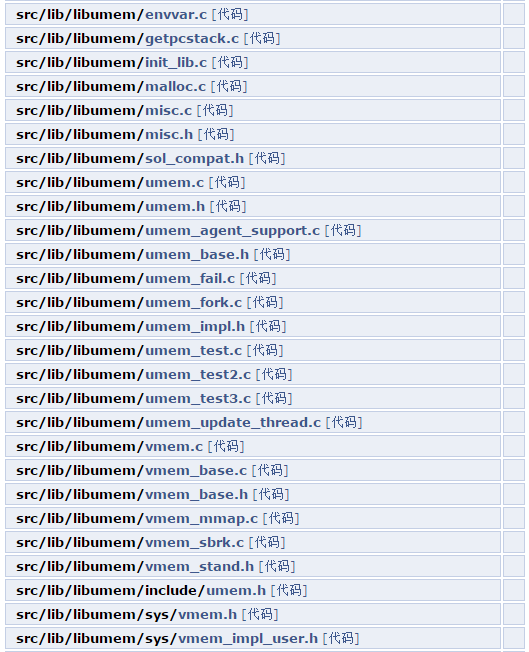 src/lib/libumem/envvar.c [代码]
src/lib/libumem/getpcstack.c [代码]
src/lib/libumem/init_lib.c [代码]
src/lib/libumem/malloc.c [代码]
src/lib/libumem/misc.c [代码]
src/lib/libumem/misc.h [代码]
src/lib/libumem/sol_compat.h [代码]
src/lib/libumem/umem.c [代码]
src/lib/libumem/umem.h [代码]
src/lib/libumem/umem_agent_support.c [代码]
src/lib/libumem/umem_base.h [代码]
src/lib/libumem/umem_fail.c [代码]
src/lib/libumem/umem_fork.c [代码]
src/lib/libumem/umem_impl.h [代码]
src/lib/libumem/umem_test.c [代码]
src/lib/libumem/umem_test2.c [代码]
src/lib/libumem/umem_test3.c [代码]
src/lib/libumem/umem_update_thread.c [代码]
src/lib/libumem/vmem.c [代码]
src/lib/libumem/vmem_base.c [代码]
src/lib/libumem/vmem_base.h [代码]
src/lib/libumem/vmem_mmap.c [代码]
src/lib/libumem/vmem_sbrk.c [代码]
src/lib/libumem/vmem_stand.h [代码]
src/lib/libumem/include/umem.h [代码]
src/lib/libumem/sys/vmem.h [代码]
src/lib/libumem/sys/vmem_impl_user.h [代码]